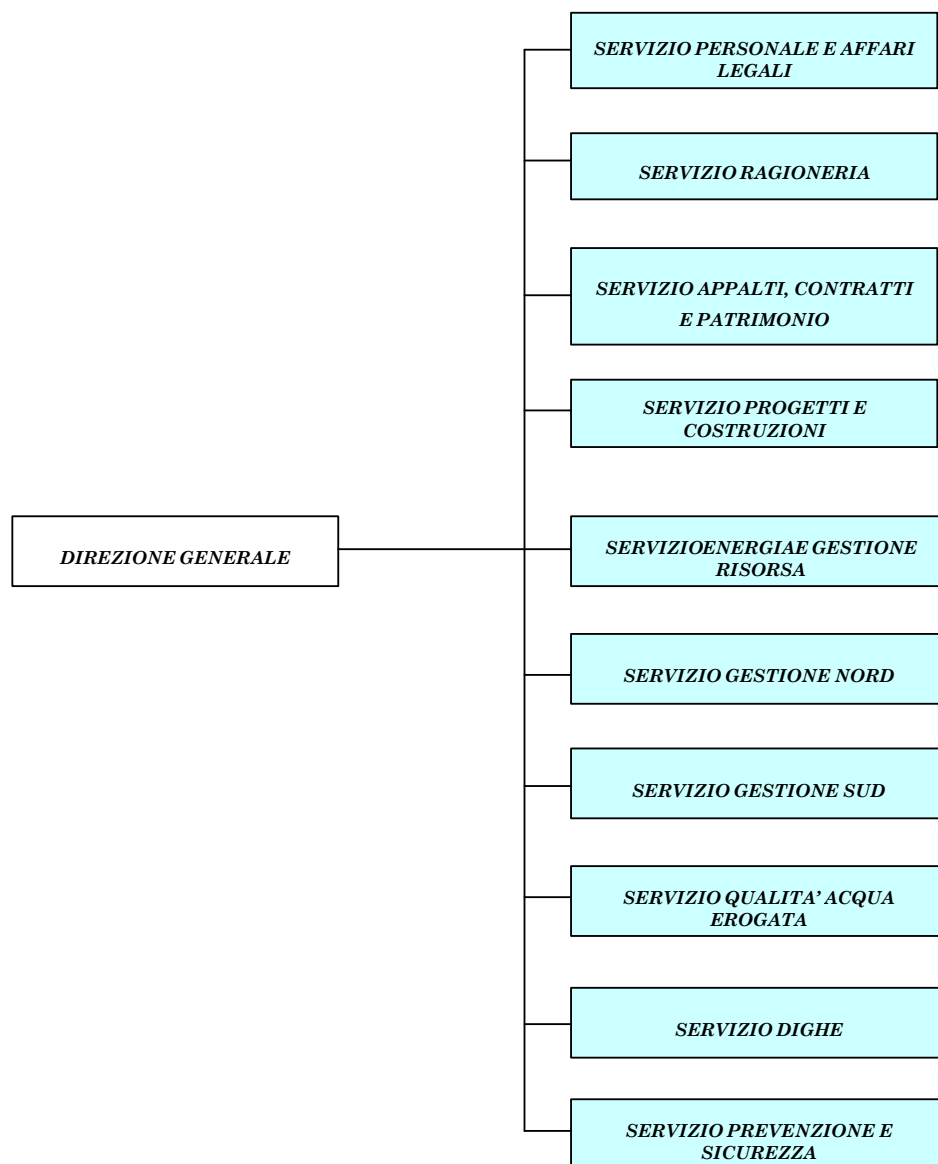 SERVIZIO PERSONALE E AFFARI
LEGALI
SERVIZIO RAGIONERIA
SERVIZIO APPALTI, CONTRATTI
E PATRIMONIO
SERVIZIO PROGETTI E
COSTRUZIONI
DIREZIONE GENERALE
SERVIZIOENERGIAE GESTIONE
RISORSA
SERVIZIO GESTIONE NORD
SERVIZIO GESTIONE SUD
SERVIZIO QUALITA’ ACQUA
EROGATA
SERVIZIO DIGHE
SERVIZIO PREVENZIONE E
SICUREZZA